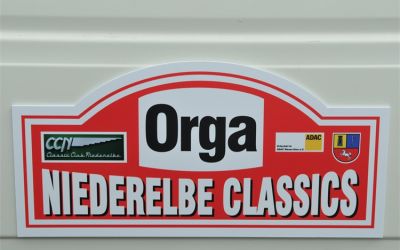 Orga
CCN
Classic Club Niederelbe
ADAC
NIEDERELBE CLASSICS